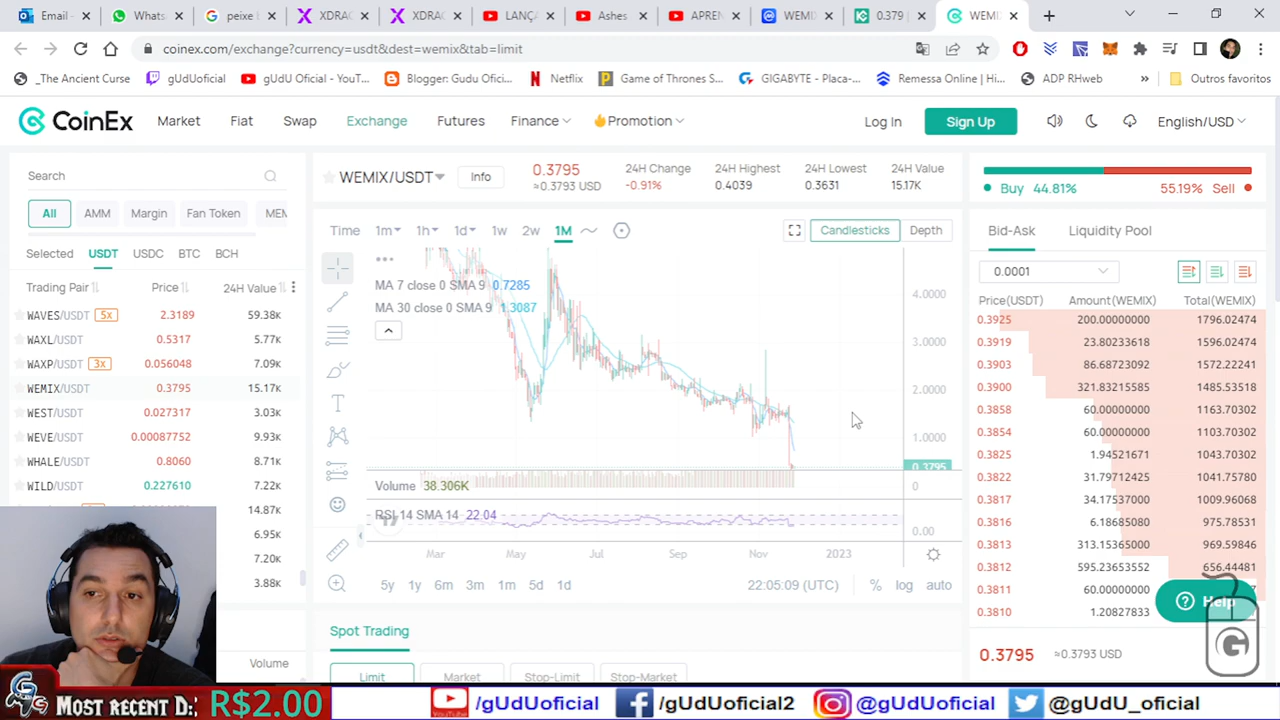 Email -
Whats
peixe
XDRAC
XDRAC
LANÇA
Ashes
APREN
WEMI
0.379
WEMI
coinex.com/exchange?currency=usdt&dest=wemix&tab=limit
_The Ancient Curse
gUdUoficial
gUdU Oficial - YouT...
Blogger: Gudu Ofici...
Netflix
Game of Thrones S...
GIGABYTE - Placa-...
Remessa Online | Hi...
ADP RHweb
»
Outros favoritos
CoinEx
Market
Fiat
Swap
Exchange
Futures
Finance
Promotion
Log In
Sign Up
English/USD
Search
All
AMM
Margin
Fan Token
Selected
USDT
USDC
BTC
BCH
Trading Pair
Price
24H Value
WAVES/USDT 5x 2.3189 59.38K
WAXL/USDT 0.5317 5.77K
WAXP/USDT 3x 0.056048 7.09K
WEMIX/USDT 0.3795 15.17K
WEST/USDT 0.027317 3.03K
WEVE/USDT 0.00087752 9.93K
WHALE/USDT 0.8060 8.71K
WILD/USDT 0.227610 7.22K
14.87K
6.95K
7.20K
3.88K
Volume
WEMIX/USDT
Info
0.3795
≈0.3793 USD
24H Change
-0.91%
24H Highest
0.4039
24H Lowest
0.3631
24H Value
15.17K
Time
1m
1h
1d
1w
2w
1M
Candlesticks
Depth
MA 7 close 0 SMA 9 0.7285
MA 30 close 0 SMA 9 1.3087
4.0000
3.0000
2.0000
1.0000
0.3795
Volume 38.306K
0
RSI 14 SMA 14 22.04
0.00
Mar
May
Jul
Sep
Nov
2023
5y
1y
6m
3m
1m
5d
1d
22:05:09 (UTC)
%
log
auto
Spot Trading
Limit
Market
Stop-Limit
Stop-Market
Buy 44.81%
55.19% Sell
Bid-Ask
Liquidity Pool
0.0001
Price(USDT) Amount(WEMIX) Total(WEMIX)
0.3925 200.00000000 1796.02474
0.3919 23.80233618 1596.02474
0.3903 86.68723092 1572.22241
0.3900 321.83215585 1485.53518
0.3858 60.00000000 1163.70302
0.3854 60.00000000 1103.70302
0.3825 1.94521671 1043.70302
0.3822 31.79712425 1041.75780
0.3817 34.17537000 1009.96068
0.3816 6.18685080 975.78531
0.3813 313.15365000 969.59846
0.3812 595.23653552 656.44481
0.3811 60.00000000
0.3810 1.20827833
Help
0.3795 ≈0.3793 USD
MOST RECENT D: R$2.00
/gUdUoficial
/gUdUoficial2
@gUdUoficial
@gUdU_oficial